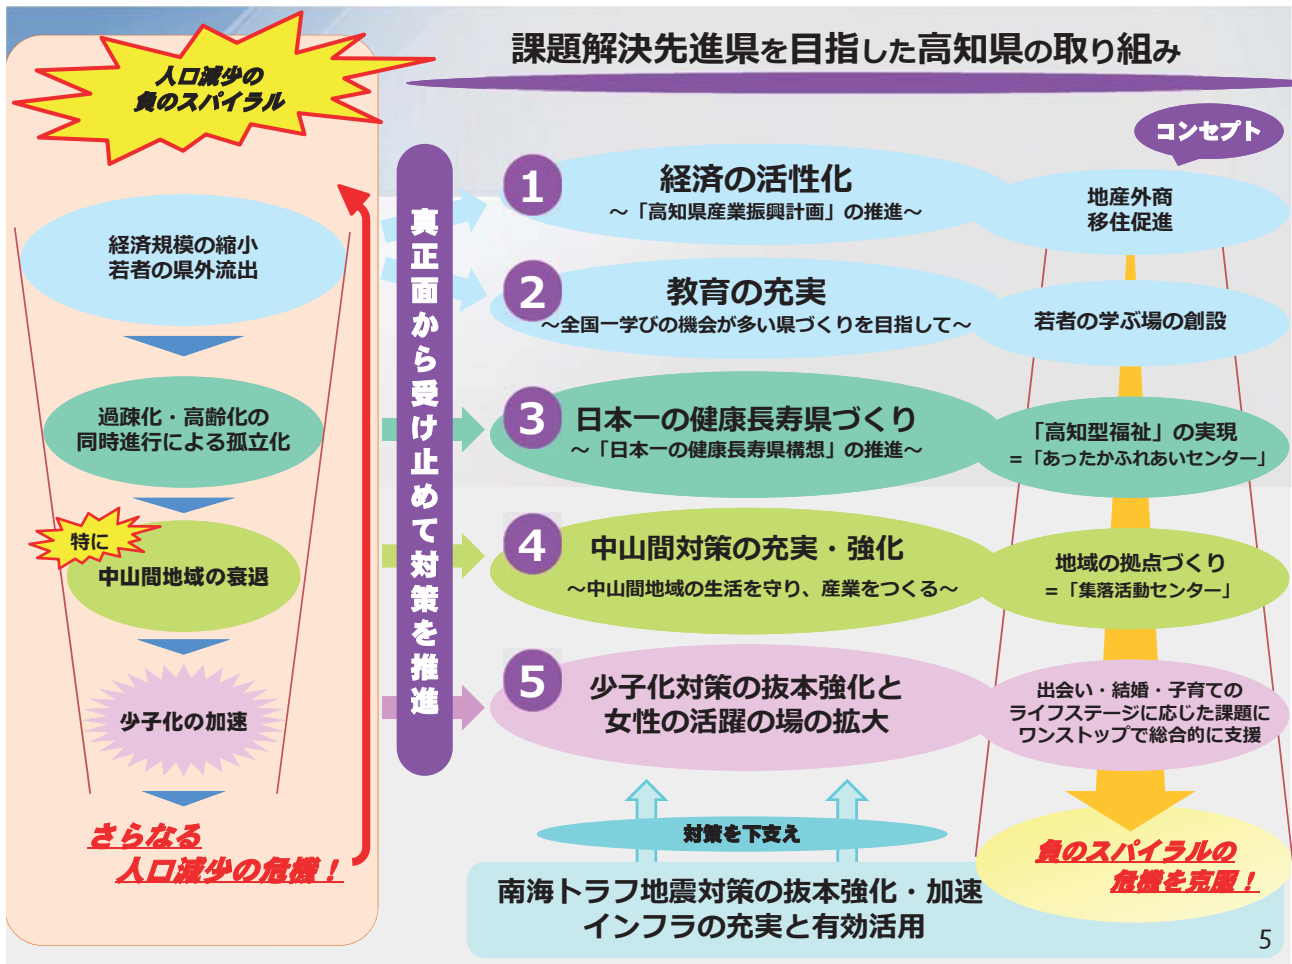 課題解決先進県を目指した高知県の取り組み
人口減少の
負のスパイラル
経済規模の縮小
若者の県外流出
過疎化・高齢化の
同時進行による孤立化
特に
中山間地域の衰退
少子化の加速
さらなる
人口減少の危機！
真正面から受け止めて対策を推進
コンセプト
1
経済の活性化
～「高知県産業振興計画」の推進～
地産外商
移住促進
2
教育の充実
～全国一学びの機会が多い県づくりを目指して～
若者の学ぶ場の創設
3
日本一の健康長寿県づくり
～「日本一の健康長寿県構想」の推進～
「高知型福祉」の実現
＝「あったかふれあいセンター」
4
中山間対策の充実・強化
～中山間地域の生活を守り、産業をつくる～
地域の拠点づくり
＝「集落活動センター」
5
少子化対策の抜本強化と
女性の活躍の場の拡大
出会い・結婚・子育ての
ライフステージに応じた課題に
ワンストップで総合的に支援
対策を下支え
南海トラフ地震対策の抜本強化・加速
インフラの充実と有効活用
負のスパイラルの
危機を克服！
5